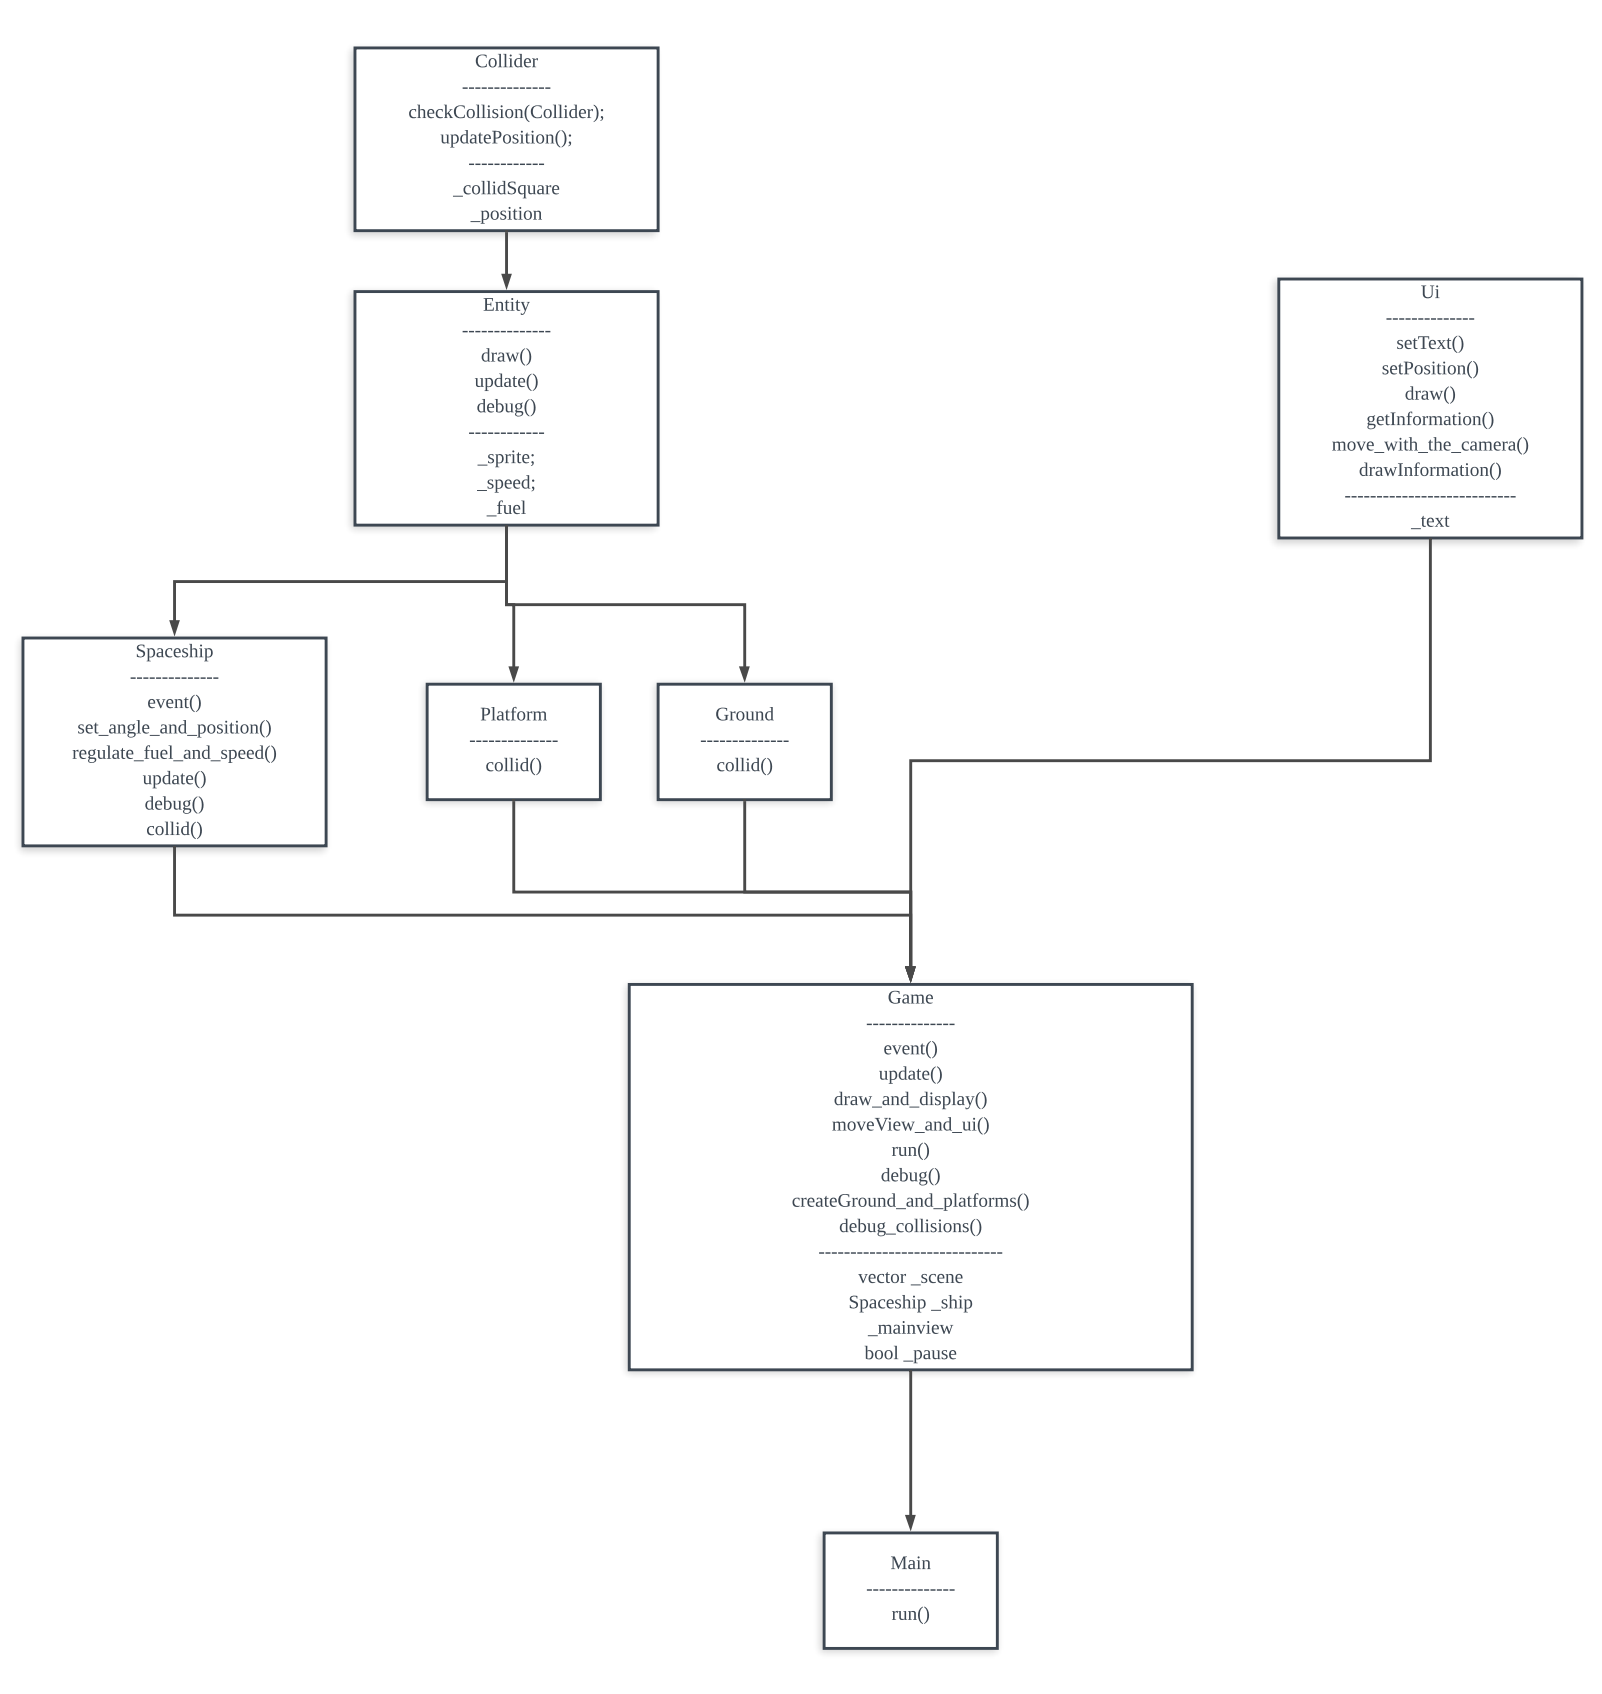 Collider
--------------
checkCollision(Collider);
updatePosition();
------------
_collidSquare
_position
Entity
--------------
draw()
update()
debug()
------------
_sprite;
_speed;
_fuel
Ui
--------------
setText()
setPosition()
draw()
getInformation()
move_with_the_camera()
drawInformation()
---------------------------
_text
Spaceship
--------------
event()
set_angle_and_position()
regulate_fuel_and_speed()
update()
debug()
collid()
Platform
--------------
collid()
Ground
--------------
collid()
Game
--------------
event()
update()
draw_and_display()
moveView_and_ui()
run()
debug()
createGround_and_platforms()
debug_collisions()
-----------------------------
vector _scene
Spaceship _ship
_mainview
bool _pause
Main
--------------
run()